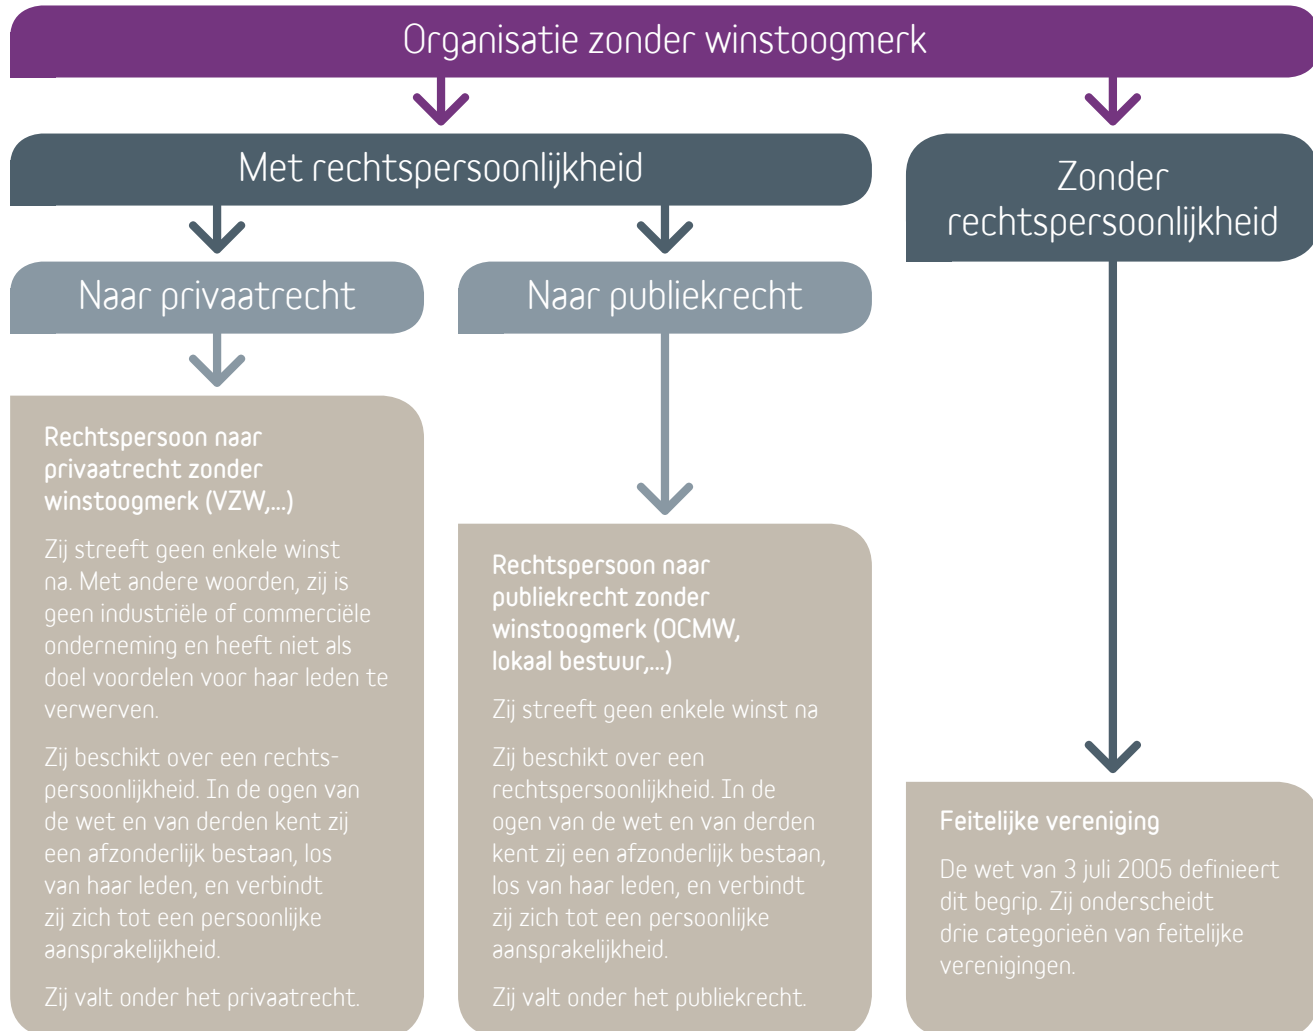 Organisatie zonder winstoogmerk
Met rechtspersoonlijkheid
Zonder
rechtspersoonlijkheid
Naar privaatrecht
Naar publiekrecht
Rechtspersoon naar
privaatrecht zonder
winstoogmerk (VZW,...)
Zij streeft geen enkele winst
na. Met andere woorden, zij is
geen industriële of commerciële
onderneming en heeft niet als
doel voordelen voor haar leden te
verwerven.
Zij beschikt over een rechts-
persoonlijkheid. In de ogen van
de wet en van derden kent zij
een afzonderlijk bestaan, los
van haar leden, en verbindt
zij zich tot een persoonlijke
aansprakelijkheid.
Zij valt onder het privaatrecht.
Rechtspersoon naar
publiekrecht zonder
winstoogmerk (OCMW,
lokaal bestuur,...)
Zij streeft geen enkele winst na
Zij beschikt over een
rechtspersoonlijkheid. In de
ogen van de wet en van derden
kent zij een afzonderlijk bestaan,
los van haar leden, en verbindt
zij zich tot een persoonlijke
aansprakelijkheid.
Zij valt onder het publiekrecht.
Feitelijke vereniging
De wet van 3 juli 2005 definieert
dit begrip. Zij onderscheidt
drie categorieën van feitelijke
verenigingen.